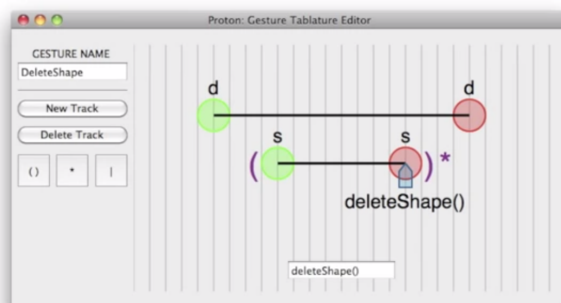 Proton: Gesture Tablature Editor
GESTURE NAME
DeleteShape
New Track
Delete Track
() * |
d d
s s
( ) *
deleteShape()
deleteShape()